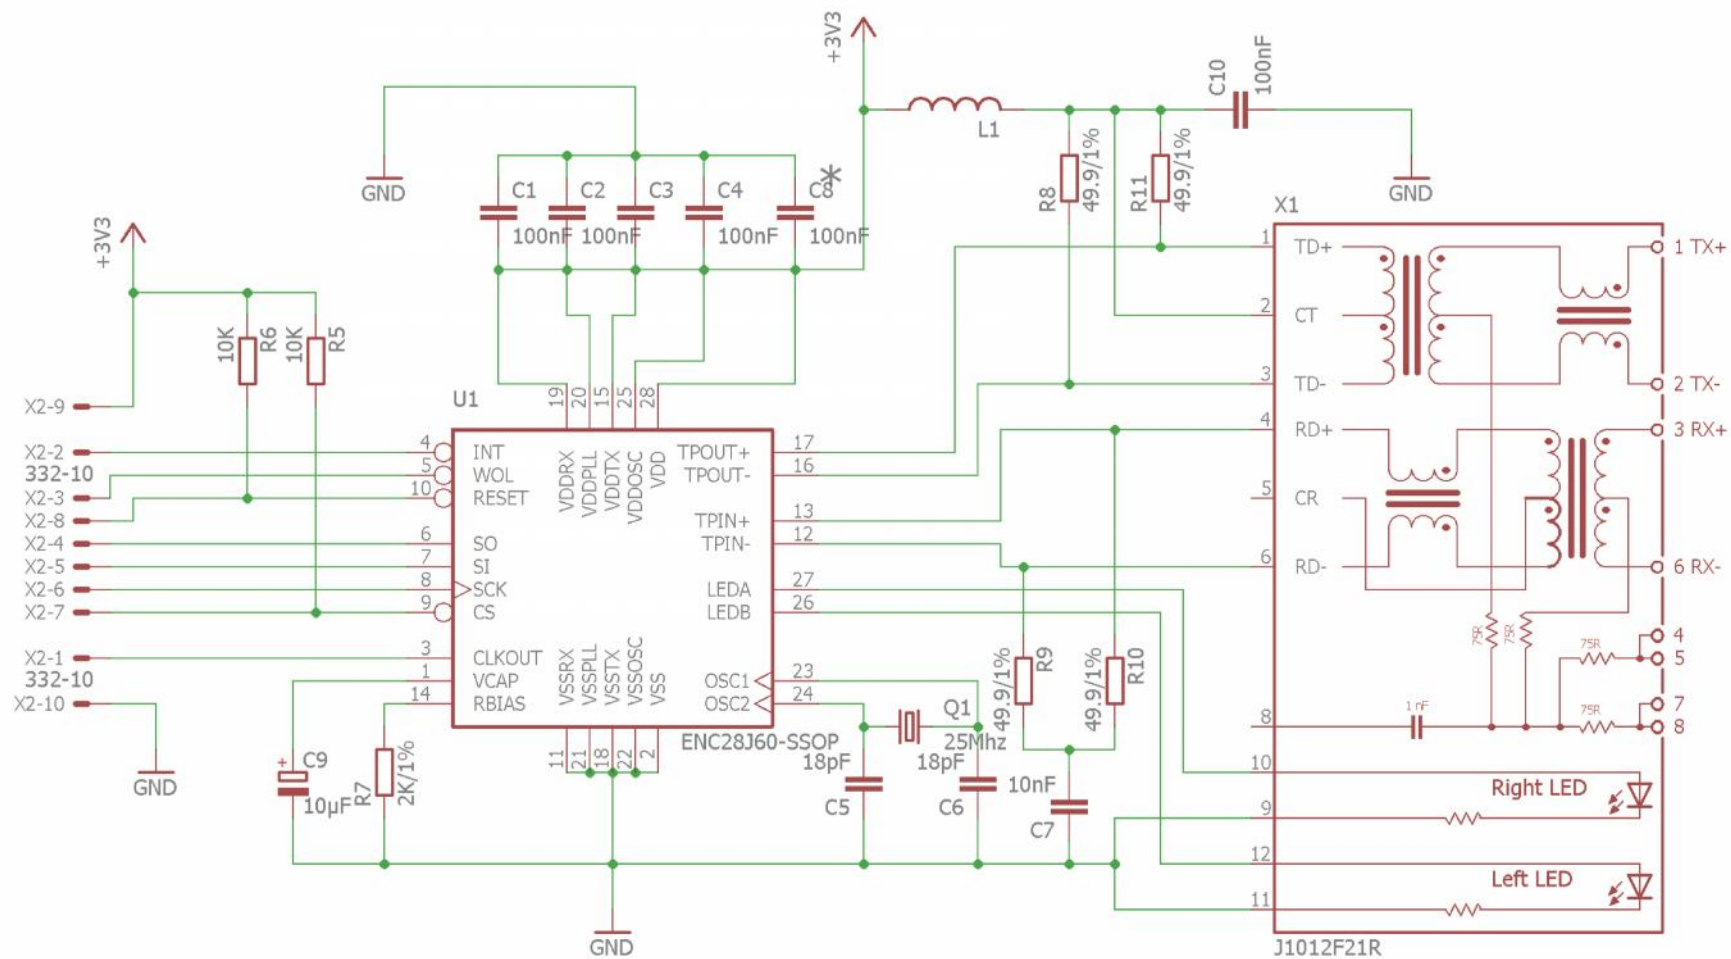 +3V3
L1
C10
100nF
GND
R8
49.9/1%
R11
49.9/1%
GND
C1
100nF
C2
100nF
C3
C4
100nF
C8
*
100nF
+3V3
10K
R6
10K
R5
X2-9
X2-2
332-10
X2-3
X2-8
X2-4
X2-5
X2-6
X2-7
X2-1
332-10
X2-10
GND
U1
19
20
15
25
28
VDDRX
VDDPLL
VDDTX
VDDOSC
VDD
4 INT
5 WOL
10 RESET
6 SO
7 SI
8 SCK
9 CS
3 CLKOUT
1 VCAP
14 RBIAS
TPOUT+ 17
TPOUT- 16
TPIN+ 13
TPIN- 12
LEDA 27
LEDB 26
OSC1 23
OSC2 24
VSSRX
VSSPLL
VSSTX
VSSOSC
VSS
11
21
18
22
2
ENC28J60-SSOP
+
C9
10µF
R7
2K/1%
GND
Q1
25Mhz
18pF
C5
18pF
C6
10nF
C7
49.9/1%
R9
49.9/1%
R10
X1
1 TD+
2 CT
3 TD-
4 RD+
5 CR
6 RD-
8
10
9
12
11
1 TX+
2 TX-
3 RX+
6 RX-
4
5
7
8
75R
75R
75R
75R
1 nF
Right LED
Left LED
J1012F21R